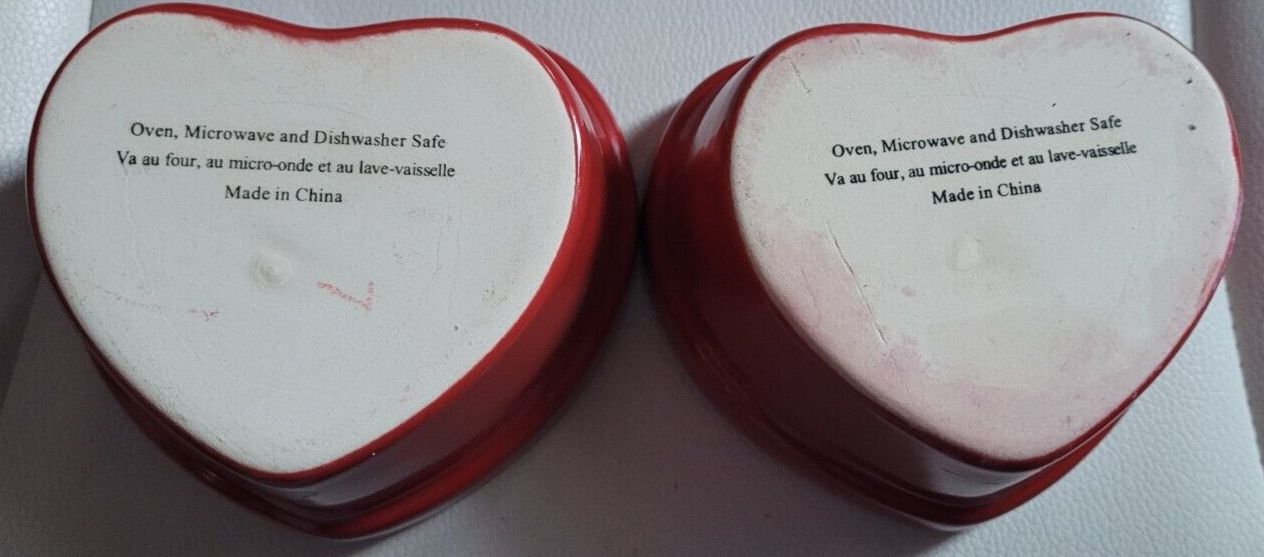 Oven, Microwave and Dishwasher Safe
Va au four, au micro-onde et au lave-vaisselle
Made in China
Oven, Microwave and Dishwasher Safe
Va au four, au micro-onde et au lave-vaisselle
Made in China